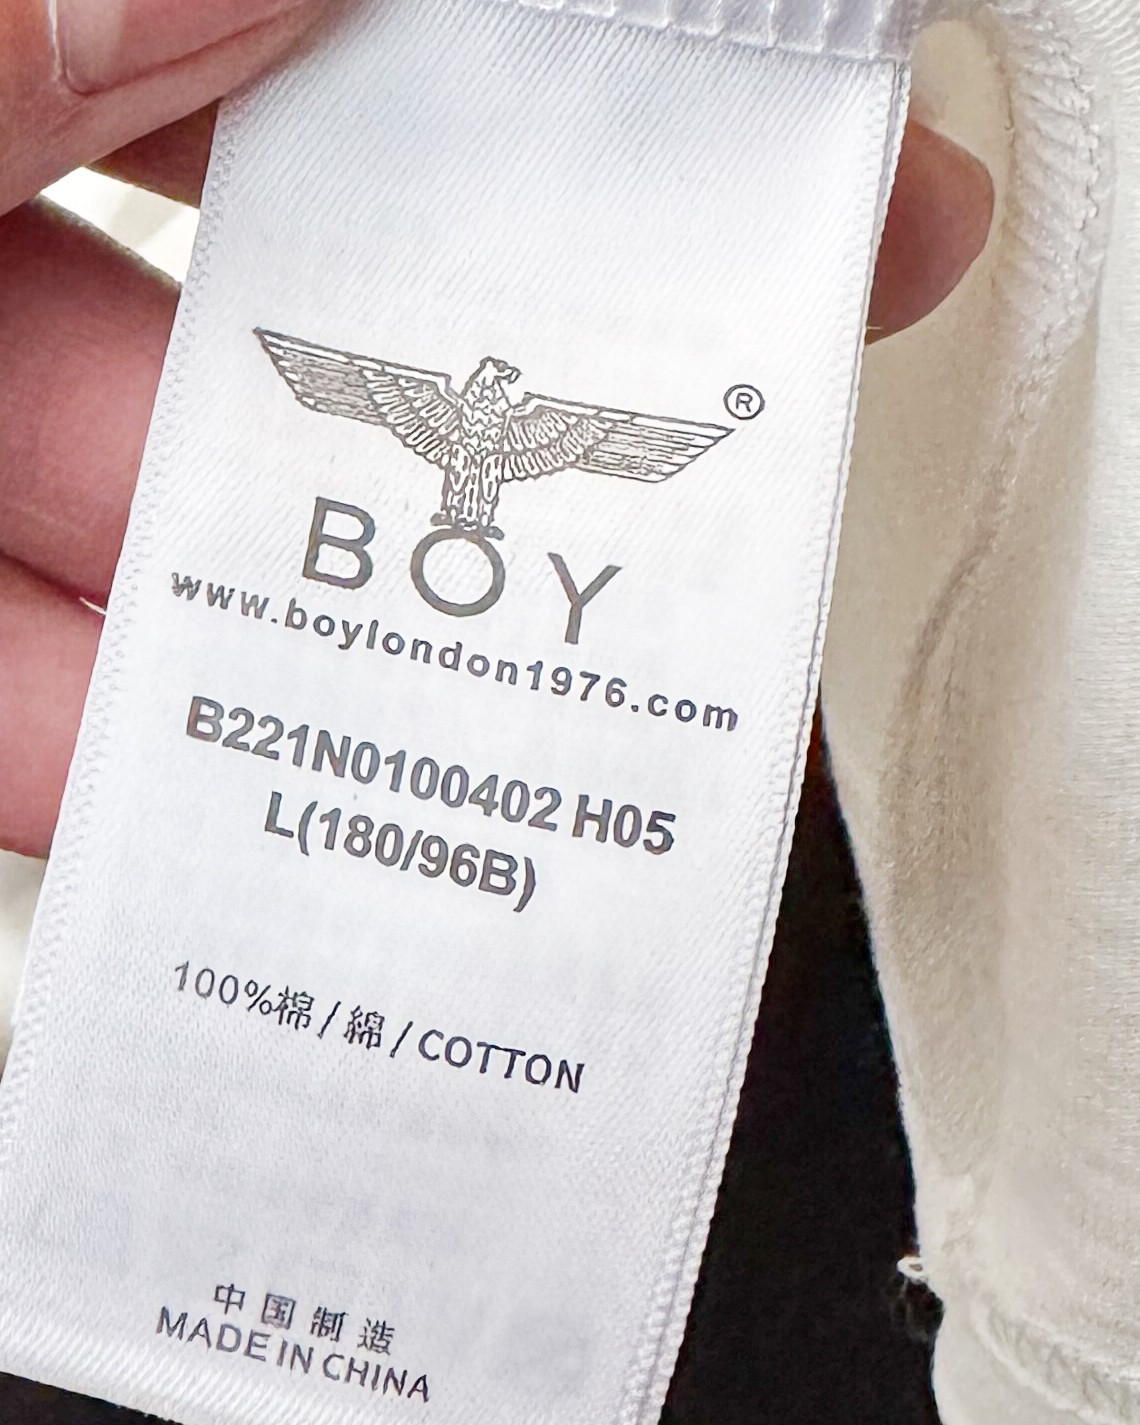 ®
BOY
www.boylondon1976.com
B221N0100402 H05
L(180/96B)
100%棉/綿/COTTON
中国制造
MADE IN CHINA